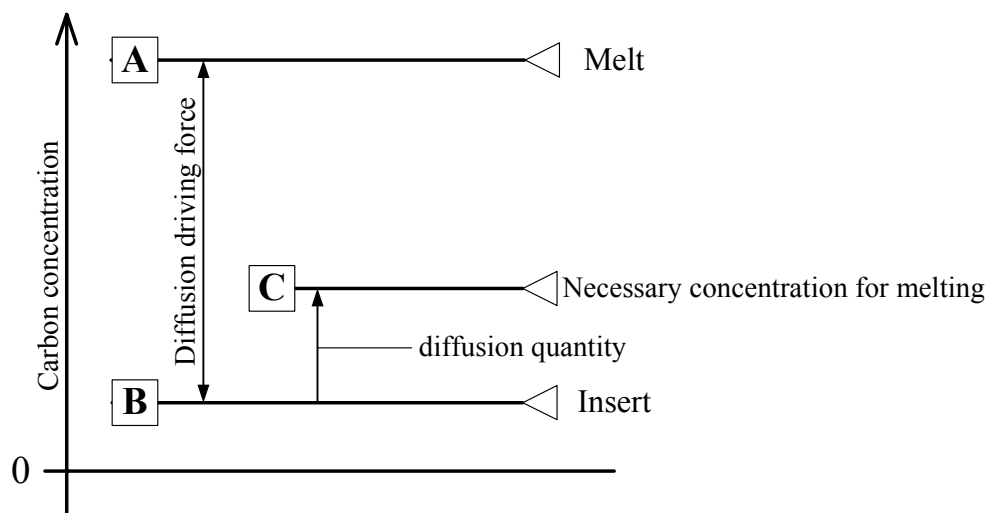 A
Melt
Carbon concentration
Diffusion driving force
C
Necessary concentration for melting
diffusion quantity
B
Insert
0